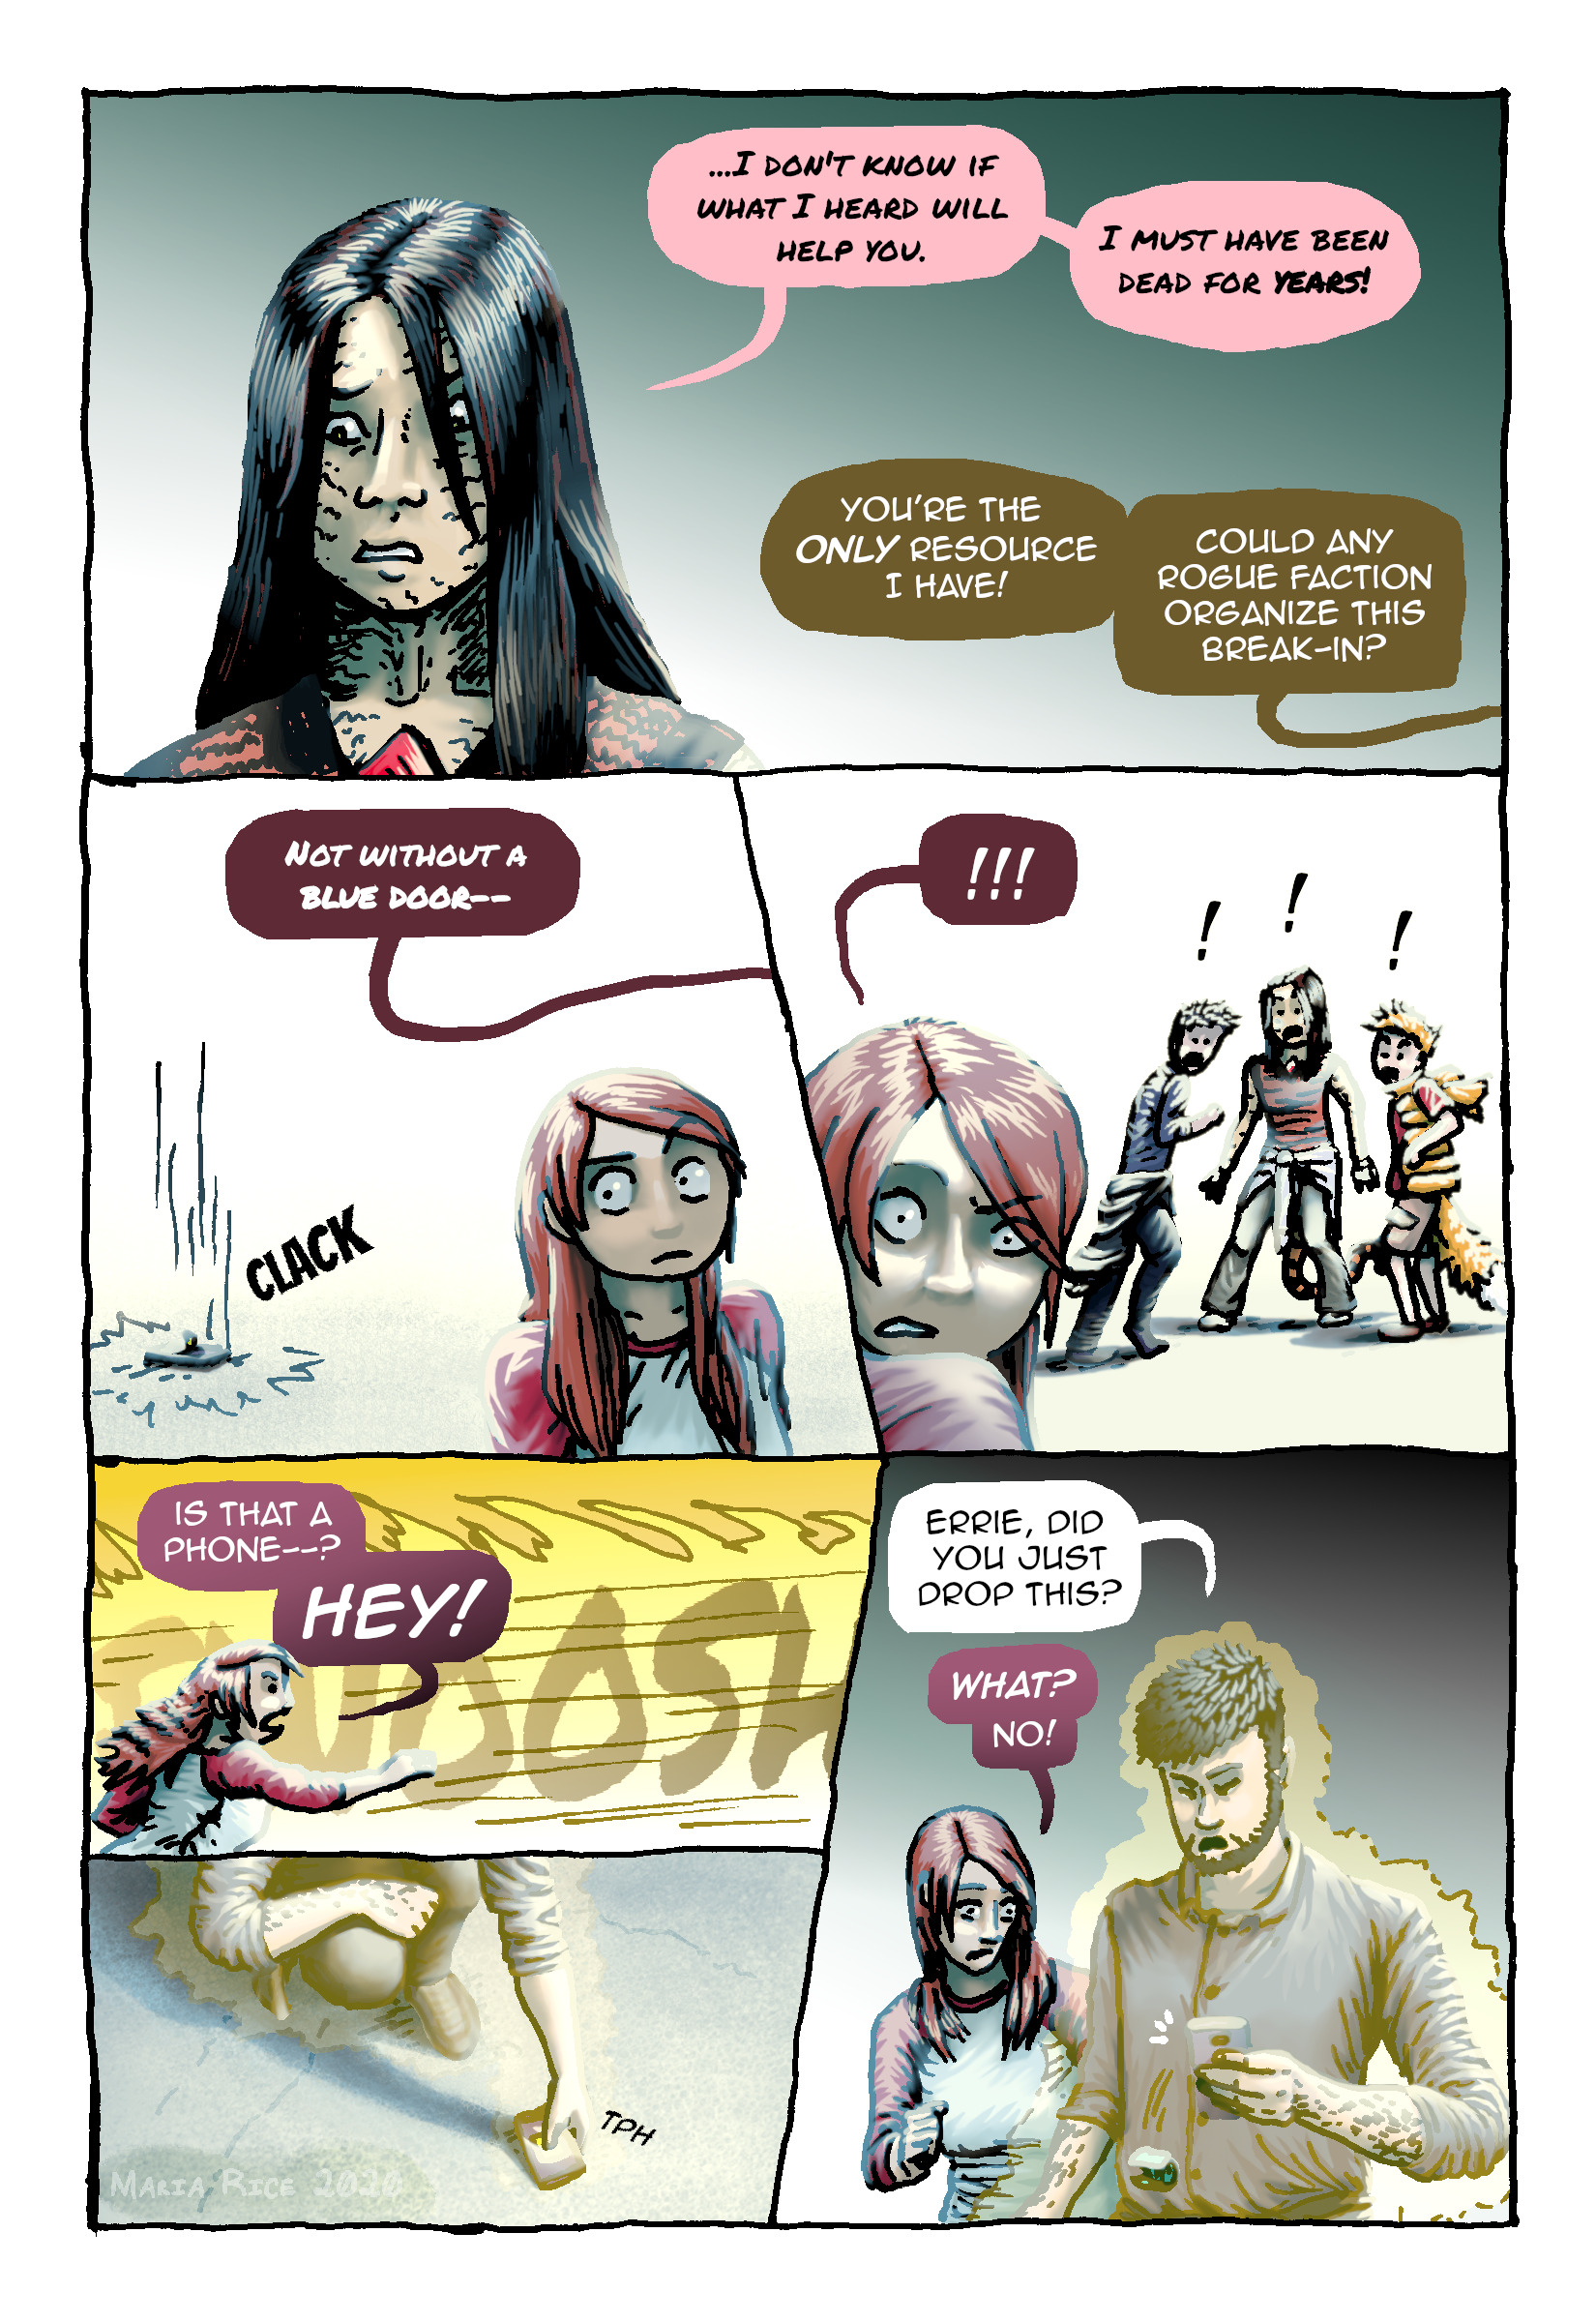 ...I DON'T KNOW IF
WHAT I HEARD WILL
HELP YOU.
I MUST HAVE BEEN
DEAD FOR YEARS!
YOU'RE THE
ONLY RESOURCE
I HAVE!
COULD ANY
ROGUE FACTION
ORGANIZE THIS
BREAK-IN?
NOT WITHOUT A
BLUE DOOR--
CLACK
!!!
!
!
!
IS THAT A
PHONE--?
HEY!
ERRIE, DID
YOU JUST
DROP THIS?
WHAT?
NO!
TPH
MARIA RICE